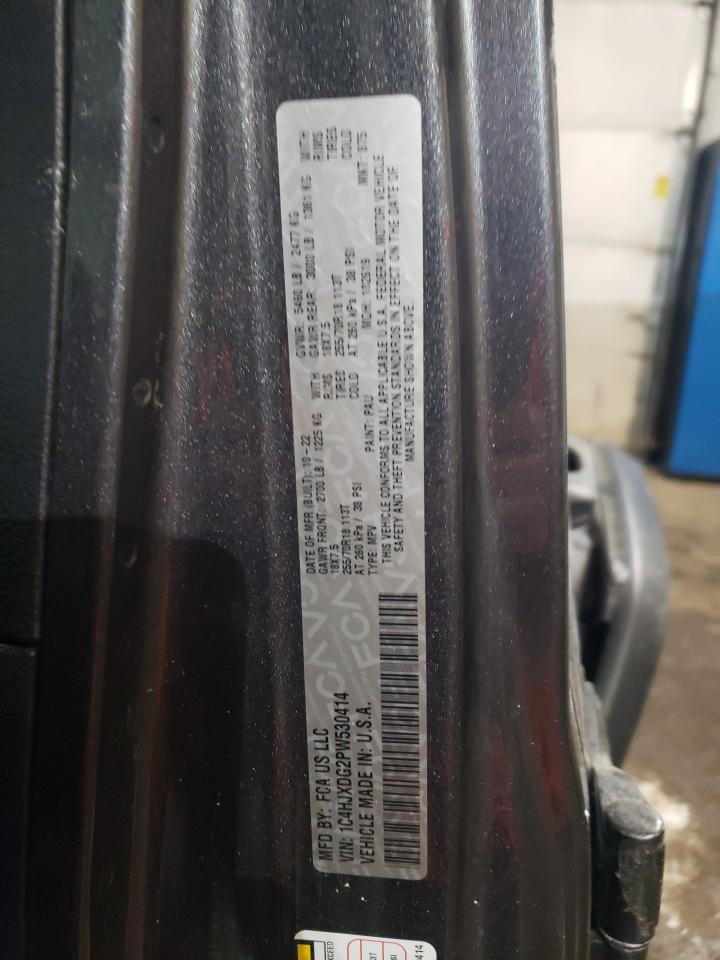 MFD BY: FCA US LLC
DATE OF MFR (BUILT): 10-22
GVWR: 5460 LB / 2477 KG
GAWR FRONT: 2700 LB / 1225 KG WITH
GAWR REAR: 3000 LB / 1361 KG WITH
18X7.5 RIMS
18X7.5 RIMS
255/70R18 113T TIRES
255/70R18 113T TIRES
AT 260 kPa / 38 PSI COLD
AT 260 kPa / 38 PSI COLD
VIN: 1C4HJXDG2PW530414
TYPE: MPV
PAINT: PAU
VEHICLE MADE IN: U.S.A.
THIS VEHICLE CONFORMS TO ALL APPLICABLE U.S.A. FEDERAL MOTOR VEHICLE
SAFETY AND THEFT PREVENTION STANDARDS IN EFFECT ON THE DATE OF
MANUFACTURE SHOWN ABOVE.
FCA